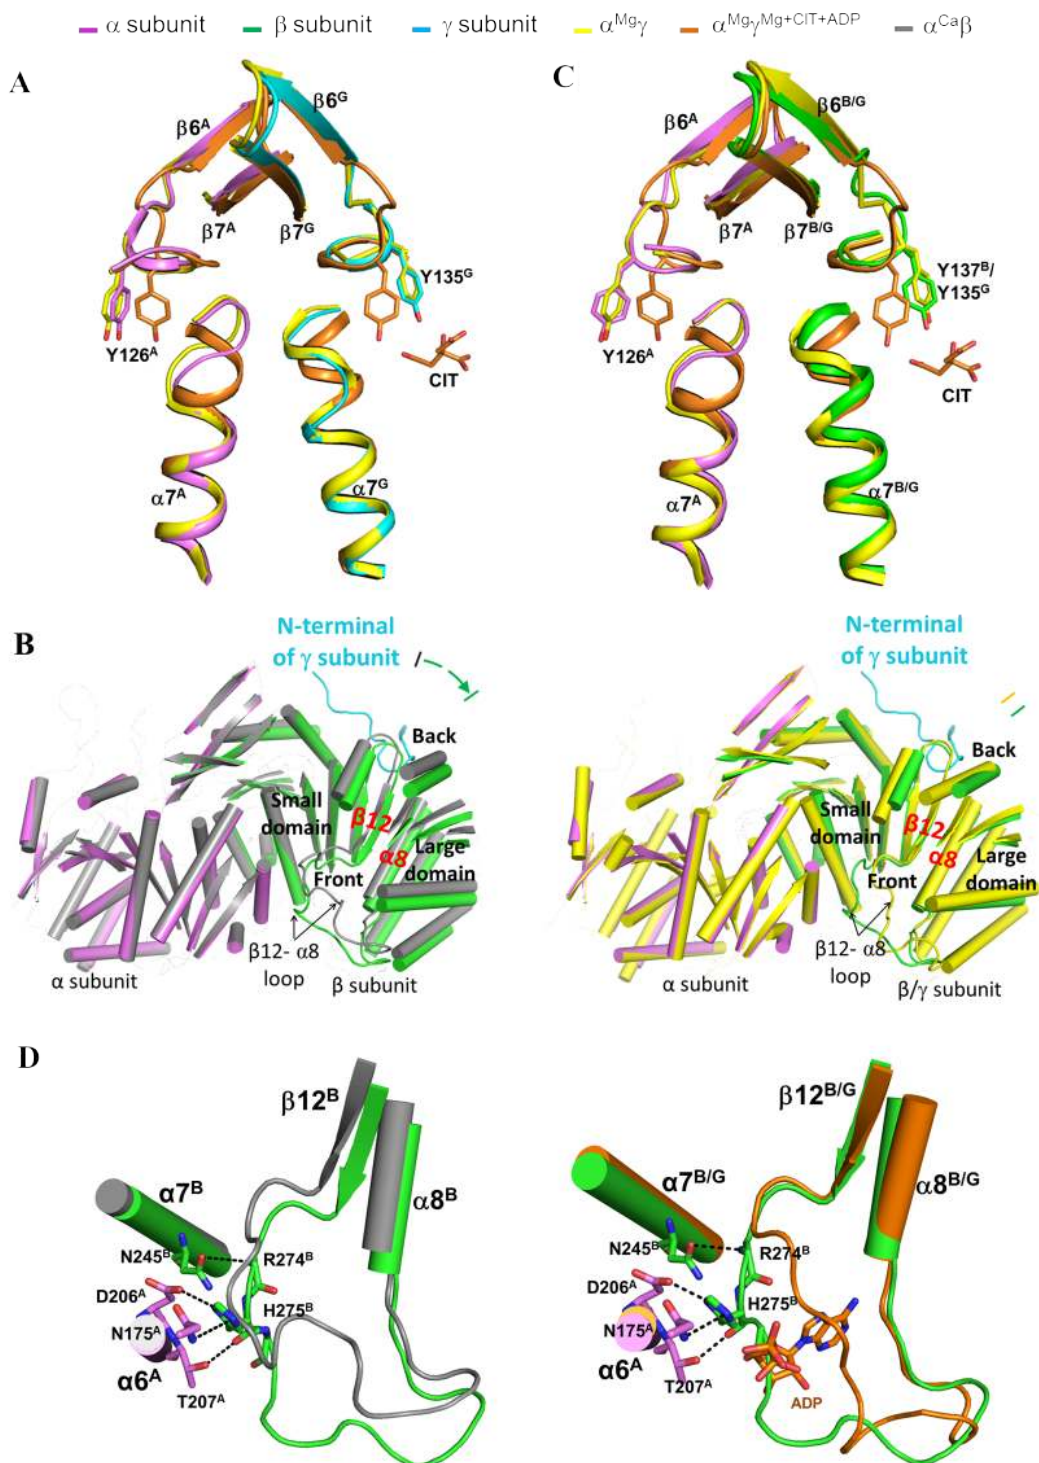 α subunit β subunit γ subunit α^Mgγ α^Mgγ^Mg+CIT+ADP α^Caβ
A
β6^G
β6^A
β7^A β7^G
Y135^G
Y126^A
CIT
α7^A
α7^G
C
β6^B/G
β6^A
β7^A β7^B/G
Y137^B/
Y135^G
Y126^A
CIT
α7^A
α7^B/G
B
N-terminal
of γ subunit /
Back
Small
domain
β12
α8
Large
domain
Front
β12- α8
loop
α subunit
β subunit
N-terminal
of γ subunit
Back
Small
domain
β12
α8
Large
domain
Front
β12- α8
loop
α subunit
β/γ subunit
D
β12^B
α7^B
α8^B
N245^B
R274^B
D206^A
H275^B
N175^A
α6^A
T207^A
β12^B/G
α7^B/G
α8^B/G
N245^B
R274^B
D206^A
H275^B
N175^A
α6^A
T207^A
ADP